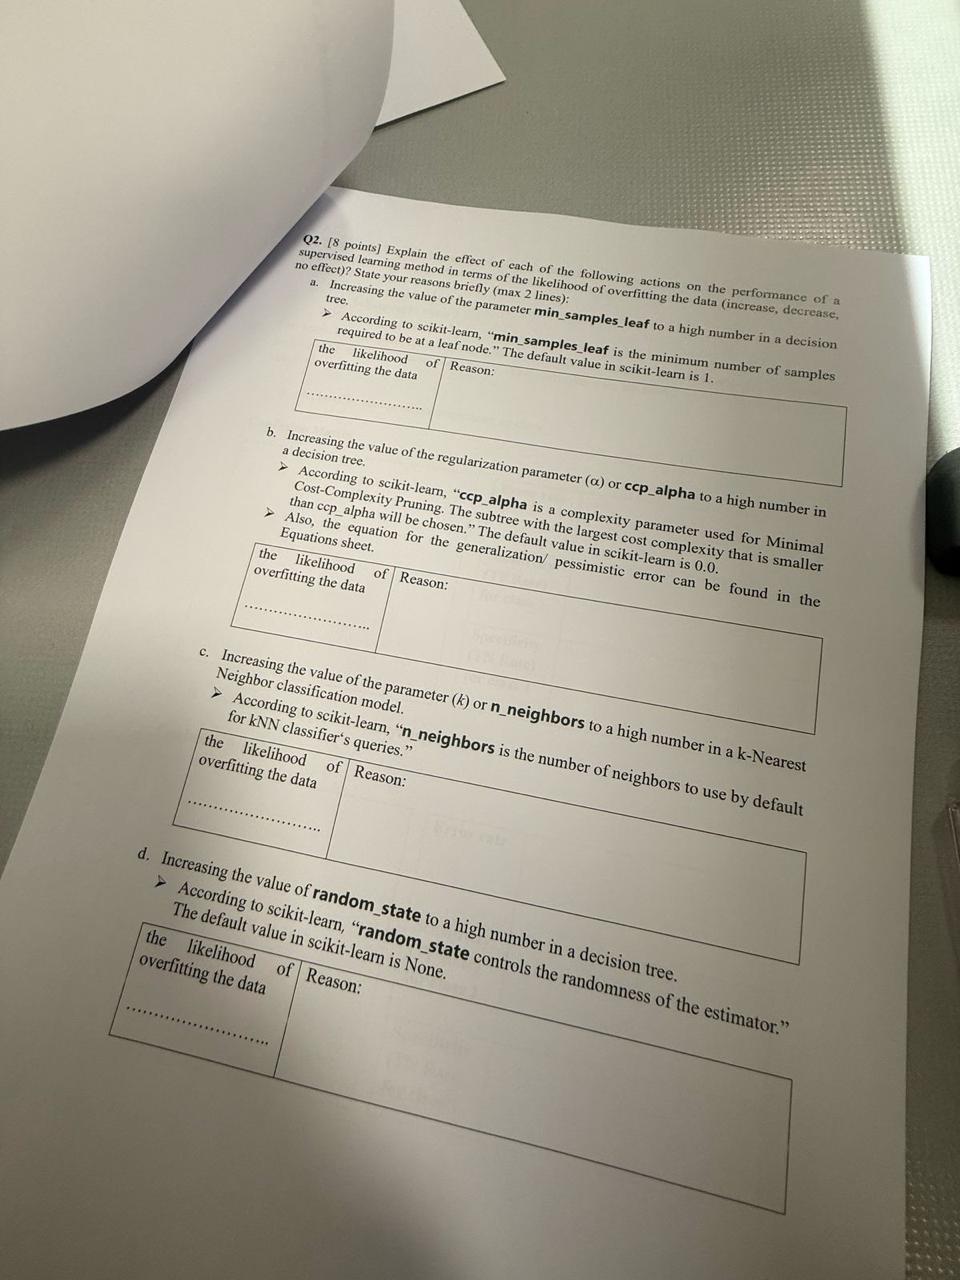 Q2. [8 points] Explain the effect of each of the following actions on the performance of a
supervised learning method in terms of the likelihood of overfitting the data (increase, decrease,
no effect)? State your reasons briefly (max 2 lines):
a. Increasing the value of the parameter min_samples_leaf to a high number in a decision
tree.
➤ According to scikit-learn, “min_samples_leaf is the minimum number of samples
required to be at a leaf node.” The default value in scikit-learn is 1.
the likelihood of
overfitting the data
............................
Reason:
b. Increasing the value of the regularization parameter (α) or ccp_alpha to a high number in
a decision tree.
➤ According to scikit-learn, “ccp_alpha is a complexity parameter used for Minimal
Cost-Complexity Pruning. The subtree with the largest cost complexity that is smaller
than ccp_alpha will be chosen.” The default value in scikit-learn is 0.0.
➤ Also, the equation for the generalization/ pessimistic error can be found in the
Equations sheet.
the likelihood of
overfitting the data
............................
Reason:
c. Increasing the value of the parameter (k) or n_neighbors to a high number in a k-Nearest
Neighbor classification model.
➤ According to scikit-learn, “n_neighbors is the number of neighbors to use by default
for kNN classifier‘s queries.”
the likelihood of
overfitting the data
............................
Reason:
d. Increasing the value of random_state to a high number in a decision tree.
➤ According to scikit-learn, “random_state controls the randomness of the estimator.”
The default value in scikit-learn is None.
the likelihood of
overfitting the data
............................
Reason: